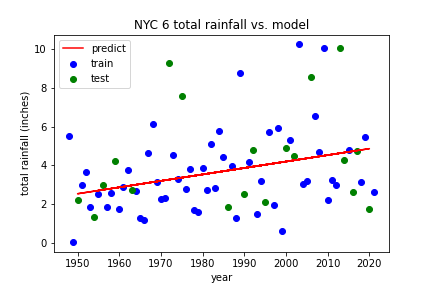 NYC 6 total rainfall vs. model
predict
train
test
total rainfall (inches)
10
8
6
4
2
0
1950 1960 1970 1980 1990 2000 2010 2020
year